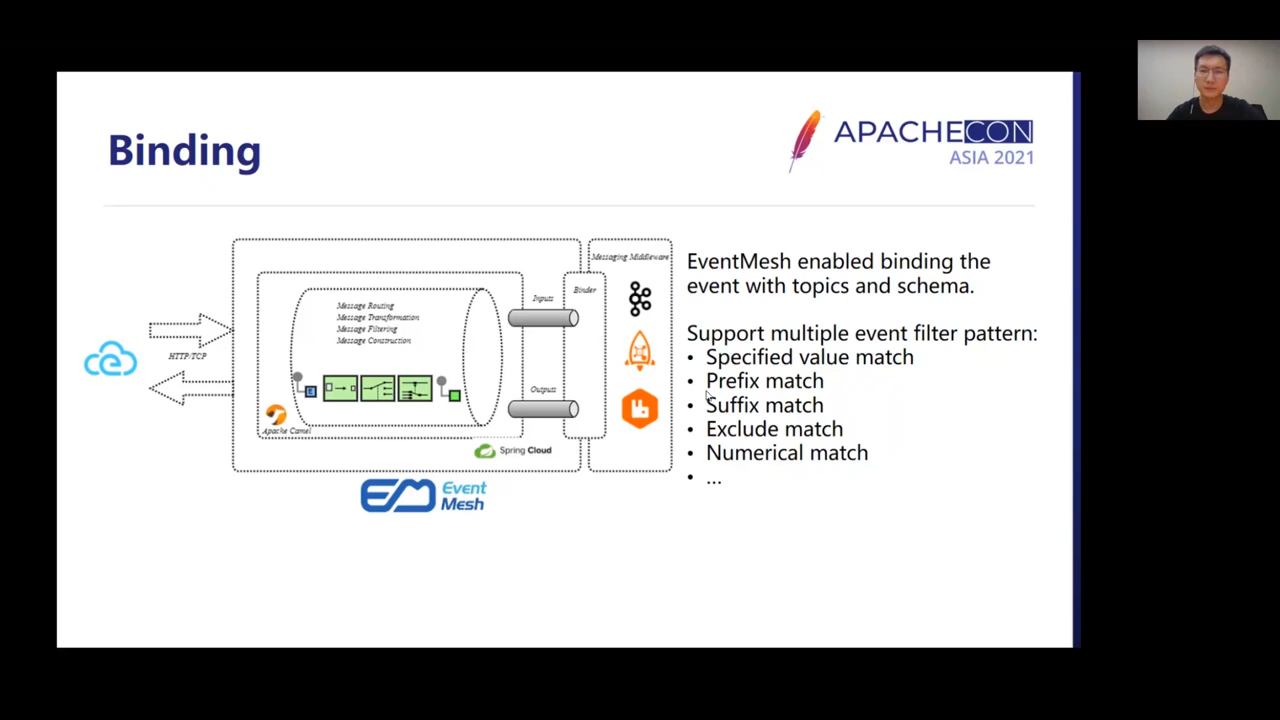 Binding
APACHECON
ASIA 2021
Messaging Middleware
Binder
Inputs
Message Routing
Message Transformation
Message Filtering
Message Construction
HTTP/TCP
E
Outputs
Apache Camel
Spring Cloud
Event
Mesh
EventMesh enabled binding the
event with topics and schema.
Support multiple event filter pattern:
• Specified value match
• Prefix match
• Suffix match
• Exclude match
• Numerical match
• ...